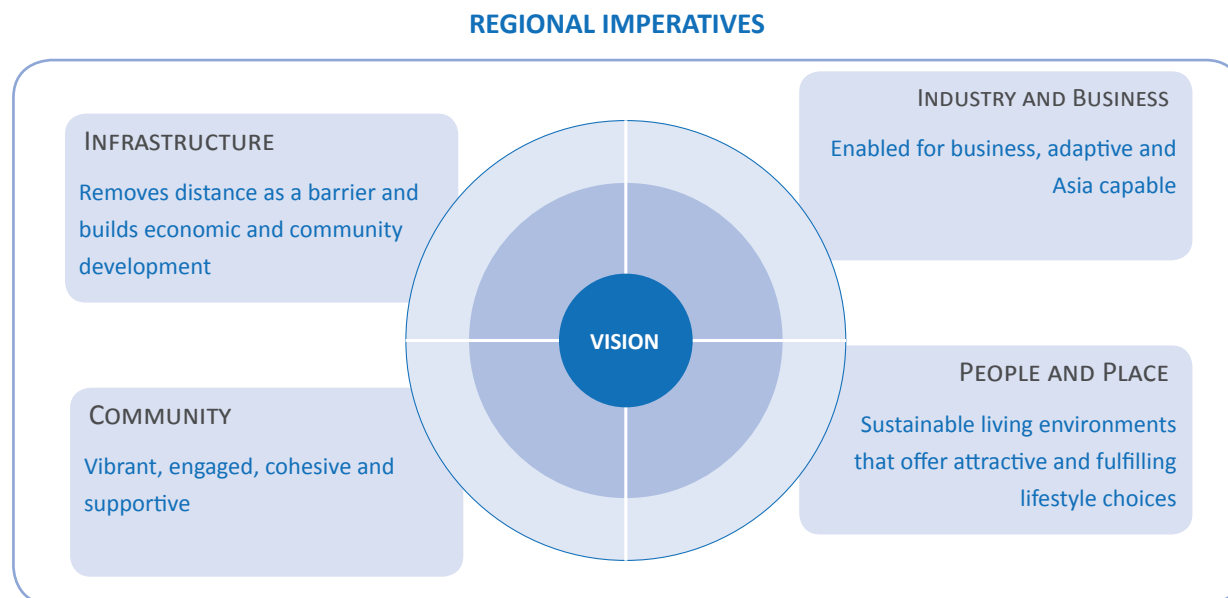 REGIONAL IMPERATIVES
INFRASTRUCTURE
Removes distance as a barrier and
builds economic and community
development
INDUSTRY AND BUSINESS
Enabled for business, adaptive and
Asia capable
VISION
COMMUNITY
Vibrant, engaged, cohesive and
supportive
PEOPLE AND PLACE
Sustainable living environments
that offer attractive and fulfilling
lifestyle choices